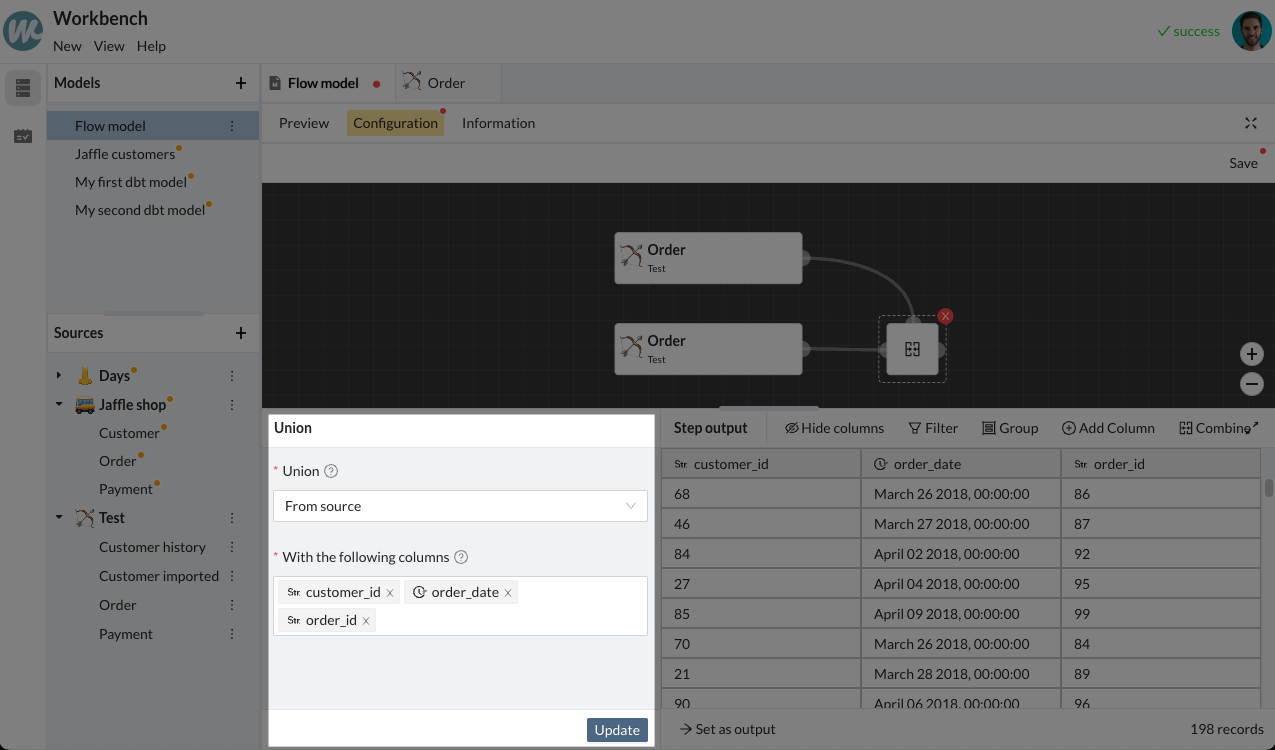 Workbench
New View Help
success
Models +
Flow model
Jaffle customers
My first dbt model
My second dbt model
Sources +
Days
Jaffle shop
Customer
Order
Payment
Test
Customer history
Customer imported
Order
Payment
Flow model Order
Preview Configuration Information
Save
Order
Test
Order
Test
X
Union
* Union ?
From source
* With the following columns ?
Str. customer_id × order_date ×
Str. order_id ×
Update
Step output Hide columns Filter Group Add Column Combine
Str. customer_id order_date Str. order_id
68 March 26 2018, 00:00:00 86
46 March 27 2018, 00:00:00 87
84 April 02 2018, 00:00:00 92
27 April 04 2018, 00:00:00 95
85 April 09 2018, 00:00:00 99
70 March 26 2018, 00:00:00 84
21 March 28 2018, 00:00:00 89
90 April 06 2018, 00:00:00 96
Set as output 198 records